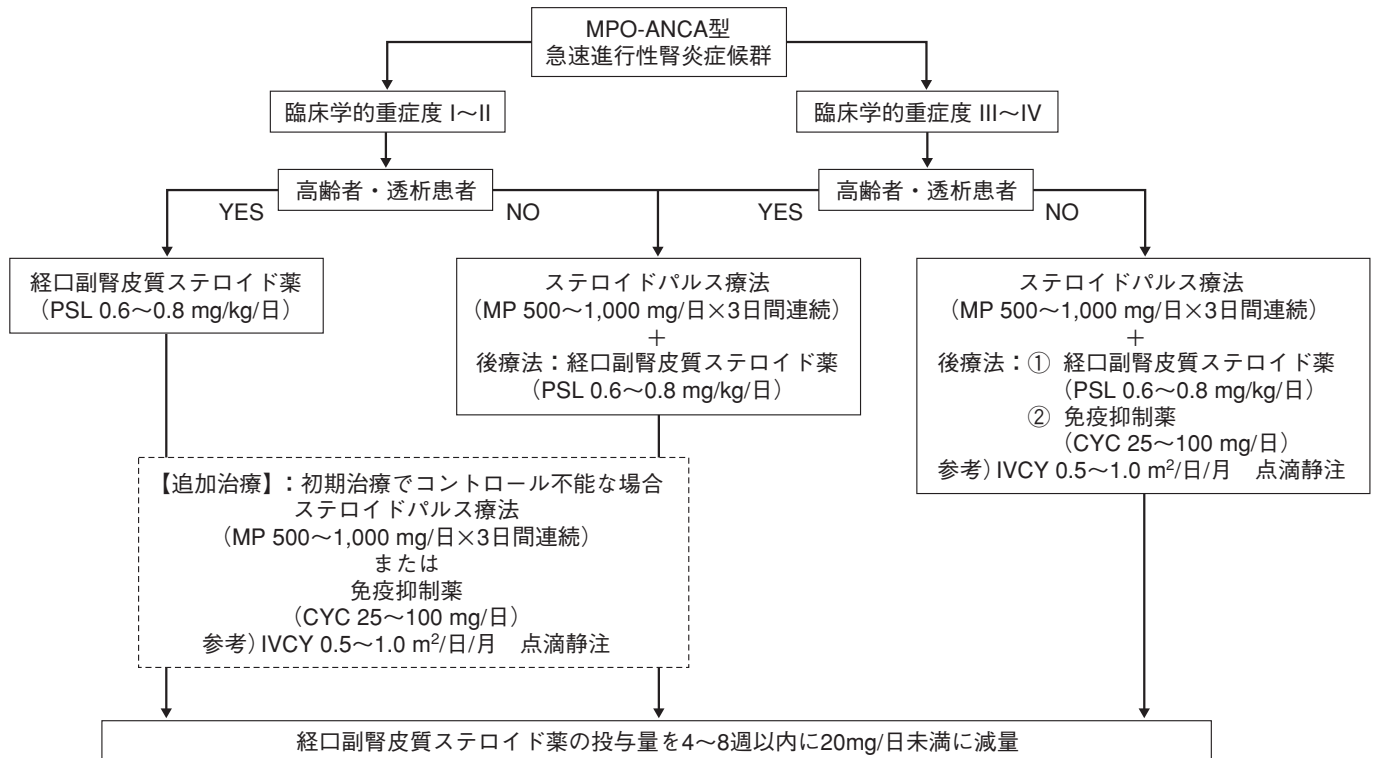 MPO-ANCA型
急速進行性腎炎症候群
臨床学的重症度 I～II
臨床学的重症度 III～IV
高齢者・透析患者
高齢者・透析患者
YES
NO
YES
NO
経口副腎皮質ステロイド薬
（PSL 0.6～0.8 mg/kg/日）
ステロイドパルス療法
（MP 500～1,000 mg/日×3日間連続）
＋
後療法：経口副腎皮質ステロイド薬
（PSL 0.6～0.8 mg/kg/日）
ステロイドパルス療法
（MP 500～1,000 mg/日×3日間連続）
＋
後療法：① 経口副腎皮質ステロイド薬
（PSL 0.6～0.8 mg/kg/日）
② 免疫抑制薬
（CYC 25～100 mg/日）
参考）IVCY 0.5～1.0 m²/日/月　点滴静注
【追加治療】：初期治療でコントロール不能な場合
ステロイドパルス療法
（MP 500～1,000 mg/日×3日間連続）
または
免疫抑制薬
（CYC 25～100 mg/日）
参考）IVCY 0.5～1.0 m²/日/月　点滴静注
経口副腎皮質ステロイド薬の投与量を4～8週以内に20mg/日未満に減量